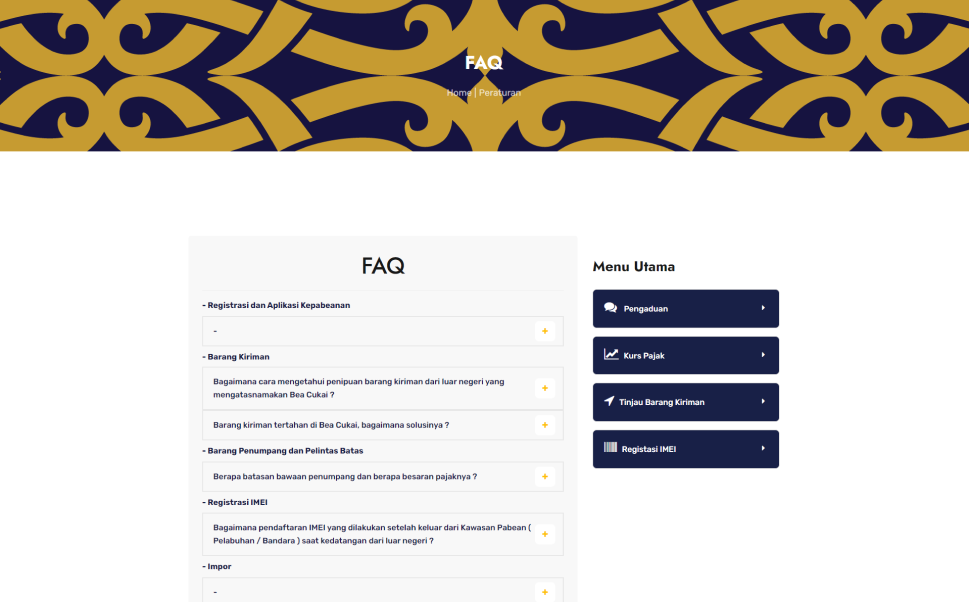 FAQ
Home | Peraturan
FAQ
- Registrasi dan Aplikasi Kepabeanan
-
- Barang Kiriman
Bagaimana cara mengetahui penipuan barang kiriman dari luar negeri yang
mengatasnamakan Bea Cukai ?
Barang kiriman tertahan di Bea Cukai, bagaimana solusinya ?
- Barang Penumpang dan Pelintas Batas
Berapa batasan bawaan penumpang dan berapa besaran pajaknya ?
- Registrasi IMEI
Bagaimana pendaftaran IMEI yang dilakukan setelah keluar dari Kawasan Pabean (
Pelabuhan / Bandara ) saat kedatangan dari luar negeri ?
- Impor
-
Menu Utama
Pengaduan
Kurs Pajak
Tinjau Barang Kiriman
Registasi IMEI